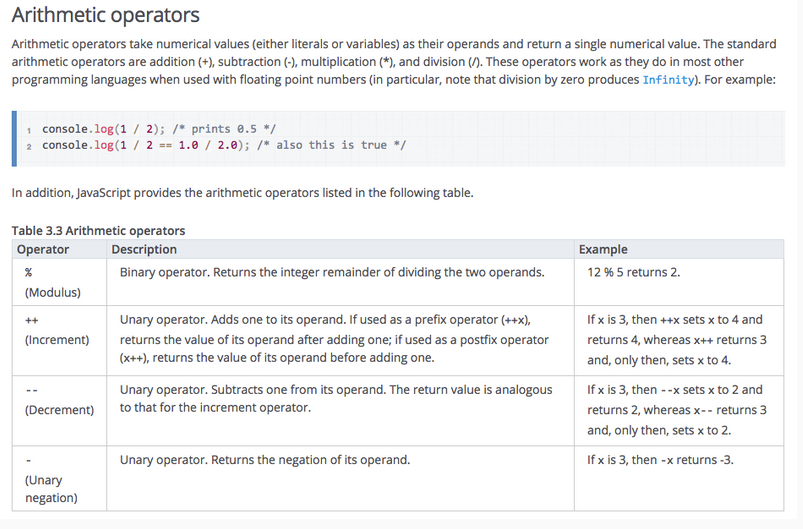 Arithmetic operators
Arithmetic operators take numerical values (either literals or variables) as their operands and return a single numerical value. The standard
arithmetic operators are addition (+), subtraction (-), multiplication (*), and division (/). These operators work as they do in most other
programming languages when used with floating point numbers (in particular, note that division by zero produces Infinity). For example:
1 console.log(1 / 2); /* prints 0.5 */
2 console.log(1 / 2 == 1.0 / 2.0); /* also this is true */
In addition, JavaScript provides the arithmetic operators listed in the following table.
Table 3.3 Arithmetic operators
Operator Description Example
%
(Modulus)
Binary operator. Returns the integer remainder of dividing the two operands.
12 % 5 returns 2.
++
(Increment)
Unary operator. Adds one to its operand. If used as a prefix operator (++x),
returns the value of its operand after adding one; if used as a postfix operator
(x++), returns the value of its operand before adding one.
If x is 3, then ++x sets x to 4 and
returns 4, whereas x++ returns 3
and, only then, sets x to 4.
--
(Decrement)
Unary operator. Subtracts one from its operand. The return value is analogous
to that for the increment operator.
If x is 3, then --x sets x to 2 and
returns 2, whereas x-- returns 3
and, only then, sets x to 2.
-
(Unary
negation)
Unary operator. Returns the negation of its operand.
If x is 3, then -x returns -3.